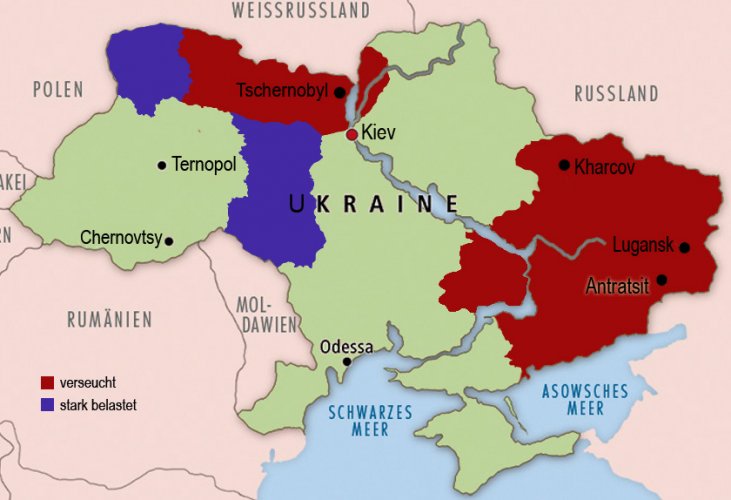 WEISSRUSSLAND
POLEN
Tschernobyl
RUSSLAND
Kiev
Ternopol
Kharcov
AKEI
UKRAINE
Chernovtsy
RN
Lugansk
Antratsit
MOL-
DAWIEN
RUMÄNIEN
Odessa
verseucht
stark belastet
SCHWARZES
MEER
ASOWSCHES
MEER